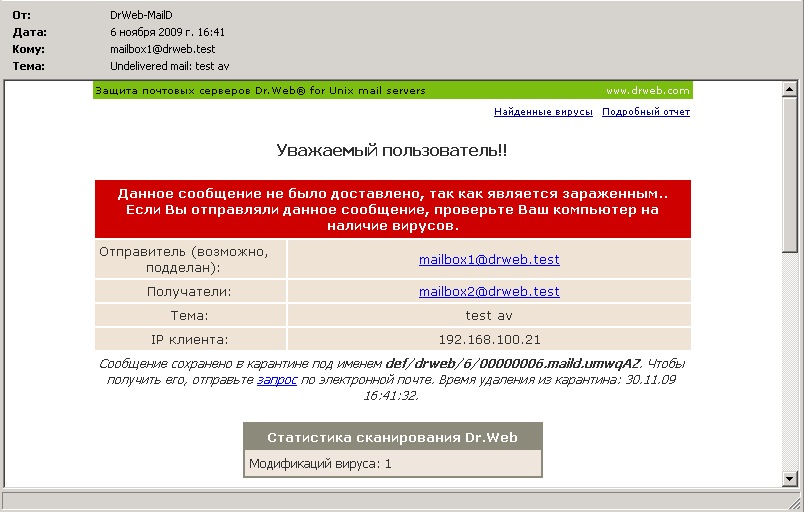 От: DrWeb-MailD
Дата: 6 ноября 2009 г. 16:41
Кому: mailbox1@drweb.test
Тема: Undelivered mail: test av
Защита почтовых серверов Dr.Web® for Unix mail servers www.drweb.com
Найденные вирусы Подробный отчет
Уважаемый пользователь!!
Данное сообщение не было доставлено, так как является зараженным..
Если Вы отправляли данное сообщение, проверьте Ваш компьютер на
наличие вирусов.
Отправитель (возможно,
подделан): mailbox1@drweb.test
Получатели: mailbox2@drweb.test
Тема: test av
IP клиента: 192.168.100.21
Сообщение сохранено в карантине под именем def/drweb/6/00000006.maild.umwqAZ. Чтобы
получить его, отправьте запрос по электронной почте. Время удаления из карантина: 30.11.09
16:41:32.
Статистика сканирования Dr.Web
Модификаций вируса: 1